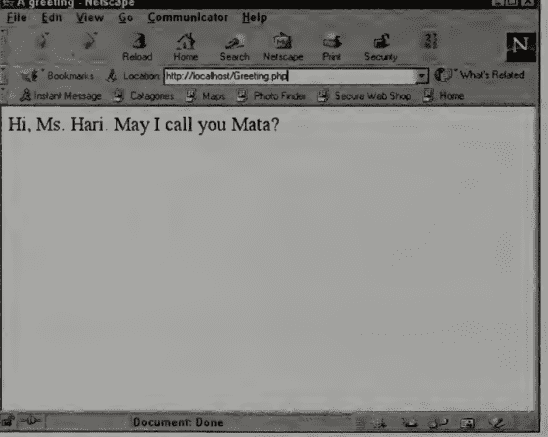 A greeting - Netscape
File Edit View Go Communicator Help
Reload Home Search Netscape Print Security
N
Bookmarks Location: http://localhost/Greeting.php What's Related
Instant Message Catagories Maps Photo Finder Secure Web Shop Home
Hi, Ms. Hari. May I call you Mata?
Document: Done